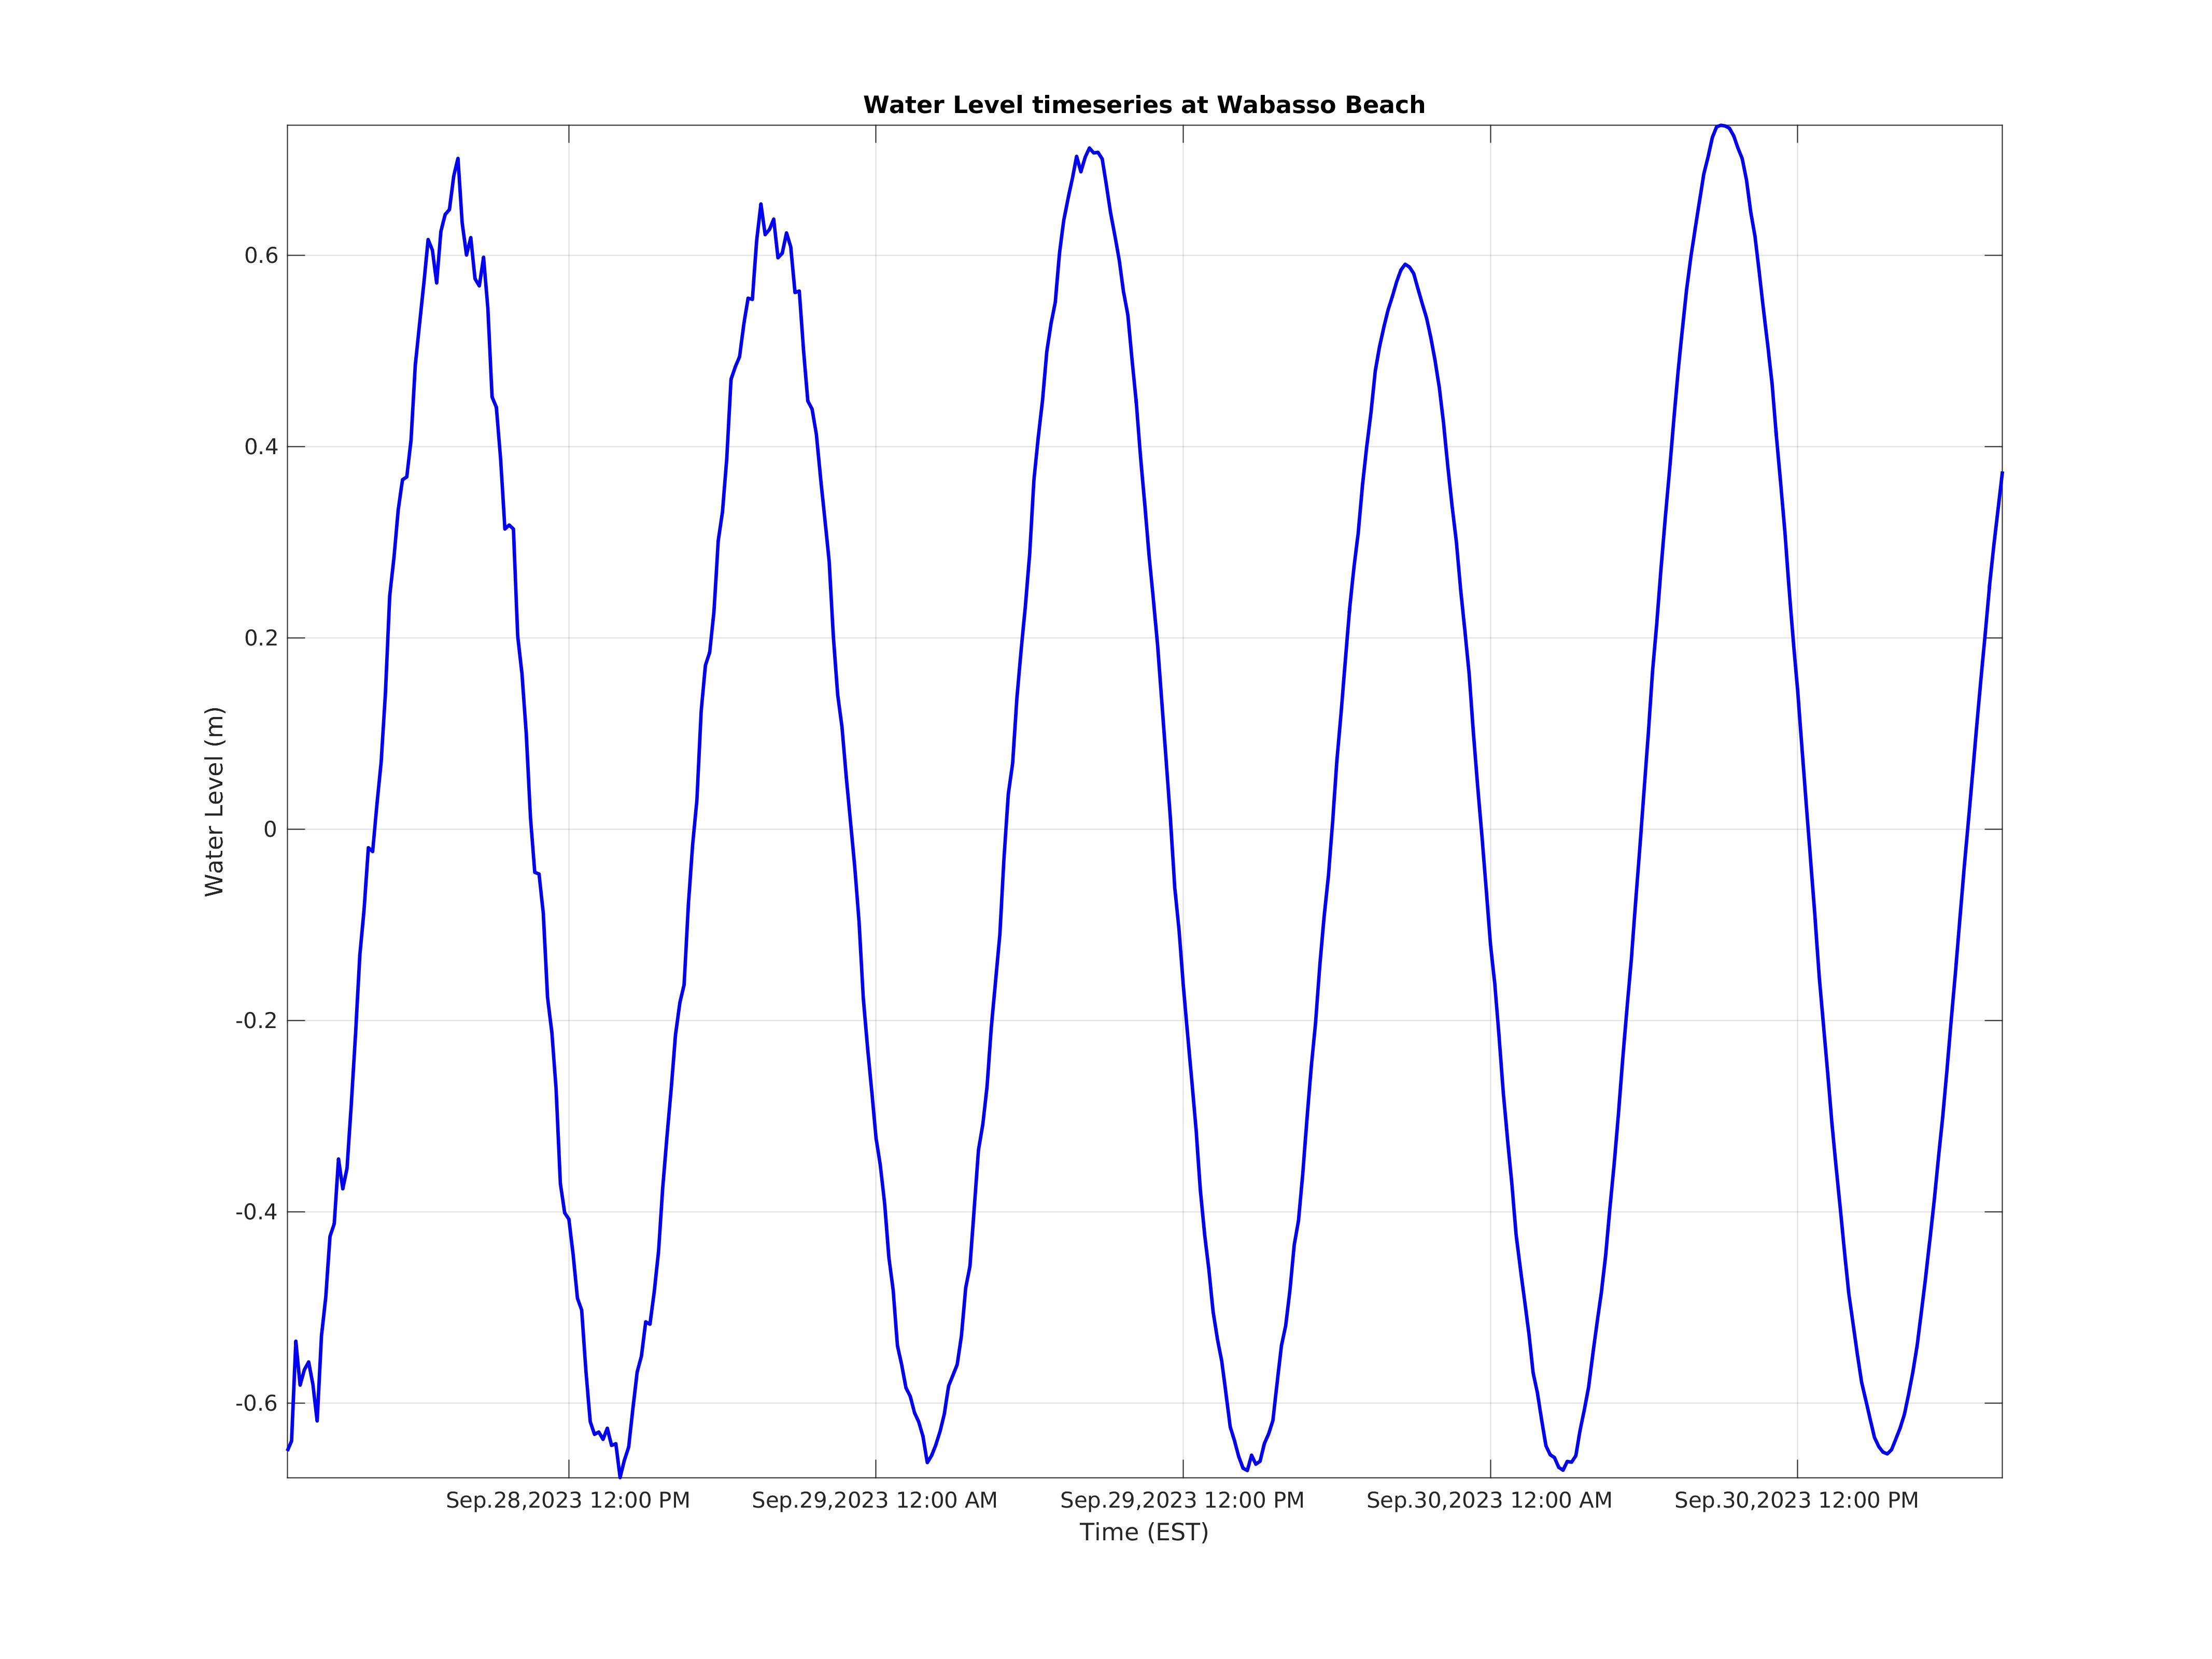 Water Level timeseries at Wabasso Beach
0.6
0.4
0.2
0
-0.2
-0.4
-0.6
Water Level (m)
Sep.28,2023 12:00 PM
Sep.29,2023 12:00 AM
Sep.29,2023 12:00 PM
Sep.30,2023 12:00 AM
Sep.30,2023 12:00 PM
Time (EST)